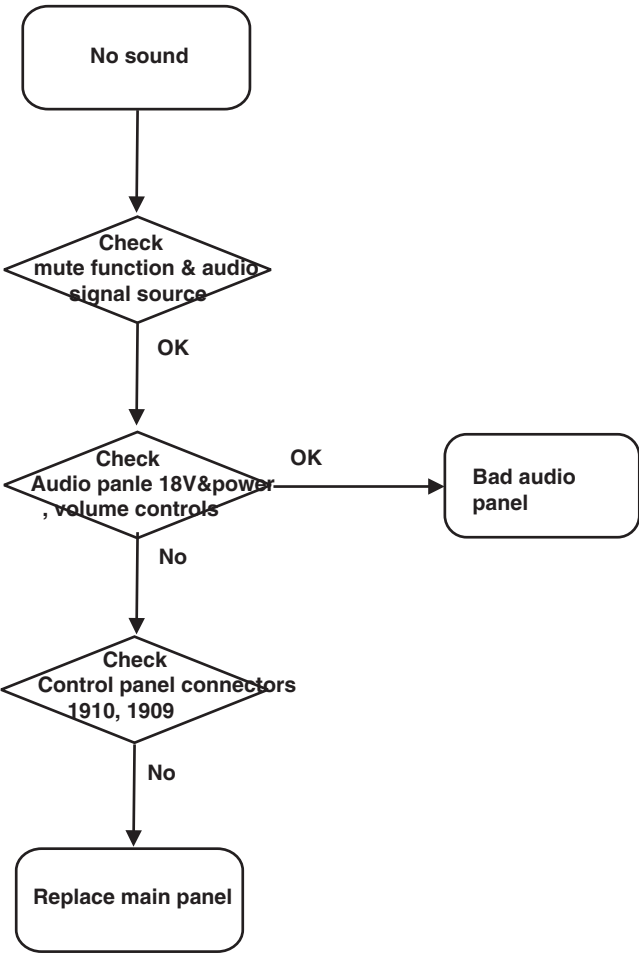 No sound
Check
mute function & audio
signal source
OK
Check
Audio panle 18V&power
, volume controls
OK
Bad audio
panel
No
Check
Control panel connectors
1910, 1909
No
Replace main panel